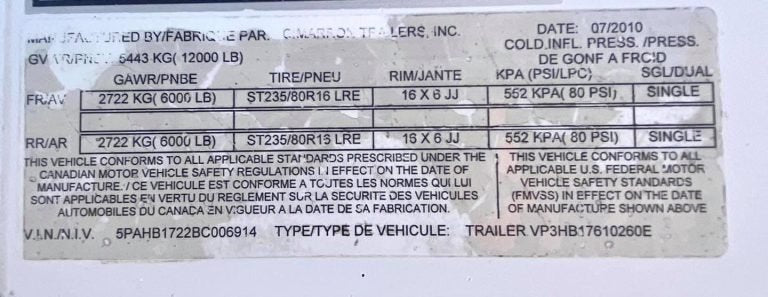 MANUFACTURED BY/FABRIQUE PAR: CIMARRON TRAILERS, INC. DATE: 07/2010
GVWR/PNBV 5443 KG( 12000 LB) COLD.INFL. PRESS. /PRESS.
DE GONF A FROID
GAWR/PNBE TIRE/PNEU RIM/JANTE KPA (PSI/LPC) SGL/DUAL
FR/AV 2722 KG( 6000 LB) ST235/80R16 LRE 16 X 6 JJ 552 KPA( 80 PSI) SINGLE
RR/AR 2722 KG( 6000 LB) ST235/80R16 LRE 16 X 6 JJ 552 KPA( 80 PSI) SINGLE
THIS VEHICLE CONFORMS TO ALL APPLICABLE STANDARDS PRESCRIBED UNDER THE
CANADIAN MOTOR VEHICLE SAFETY REGULATIONS IN EFFECT ON THE DATE OF
MANUFACTURE. / CE VEHICULE EST CONFORME A TOUTES LES NORMES QUI LUI
SONT APPLICABLES EN VERTU DU REGLEMENT SUR LA SECURITE DES VEHICULES
AUTOMOBILES DU CANADA EN VIGUEUR A LA DATE DE SA FABRICATION.
THIS VEHICLE CONFORMS TO ALL
APPLICABLE U.S. FEDERAL MOTOR
VEHICLE SAFETY STANDARDS
(FMVSS) IN EFFECT ON THE DATE
OF MANUFACTURE SHOWN ABOVE
V.I.N./N.I.V. 5PAHB1722BC006914 TYPE/TYPE DE VEHICULE: TRAILER VP3HB17610260E